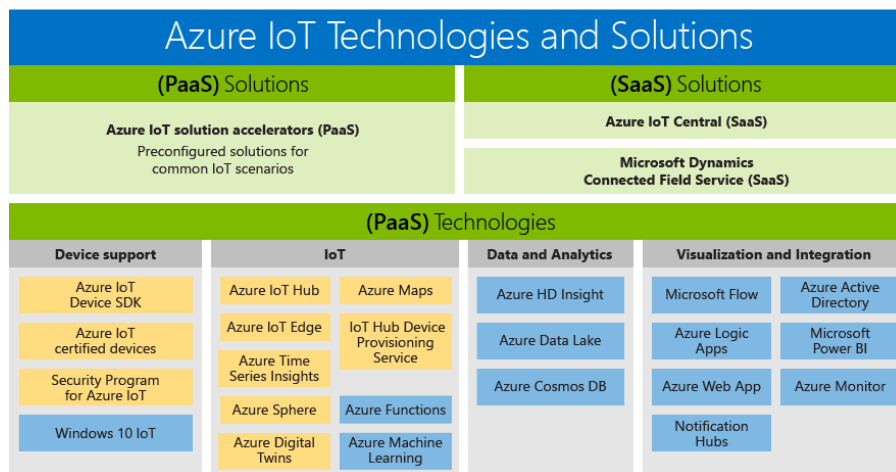 Azure IoT Technologies and Solutions
(PaaS) Solutions
Azure IoT solution accelerators (PaaS)
Preconfigured solutions for
common IoT scenarios
(SaaS) Solutions
Azure IoT Central (SaaS)
Microsoft Dynamics
Connected Field Service (SaaS)
(PaaS) Technologies
Device support
Azure IoT
Device SDK
Azure IoT
certified devices
Security Program
for Azure IoT
Windows 10 IoT
IoT
Azure IoT Hub
Azure Maps
Azure IoT Edge
IoT Hub Device
Provisioning
Service
Azure Time
Series Insights
Azure Sphere
Azure Functions
Azure Digital
Twins
Azure Machine
Learning
Data and Analytics
Azure HD Insight
Azure Data Lake
Azure Cosmos DB
Visualization and Integration
Microsoft Flow
Azure Active
Directory
Azure Logic
Apps
Microsoft
Power BI
Azure Web App
Azure Monitor
Notification
Hubs